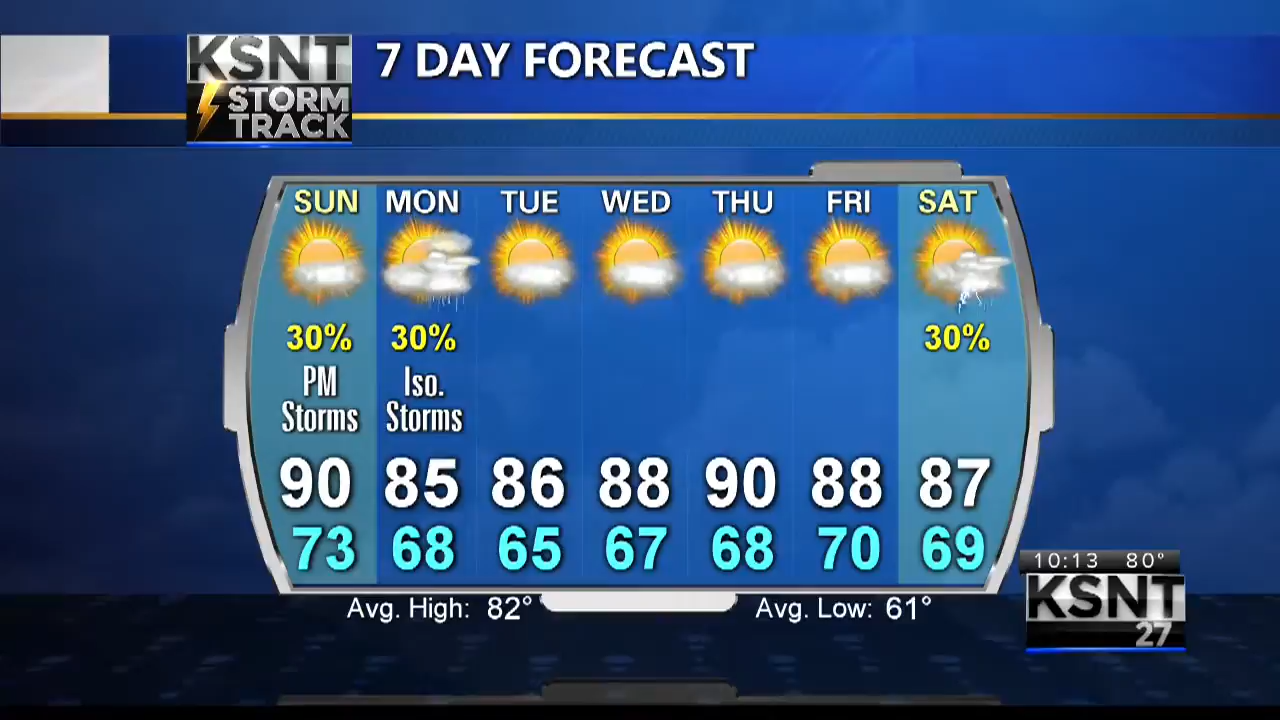 KSNT
STORM
TRACK
7 DAY FORECAST
SUN MON TUE WED THU FRI SAT
30% 30% 30%
PM Iso.
Storms Storms
90 85 86 88 90 88 87
73 68 65 67 68 70 69
Avg. High: 82° Avg. Low: 61°
10:13 80°
KSNT
27